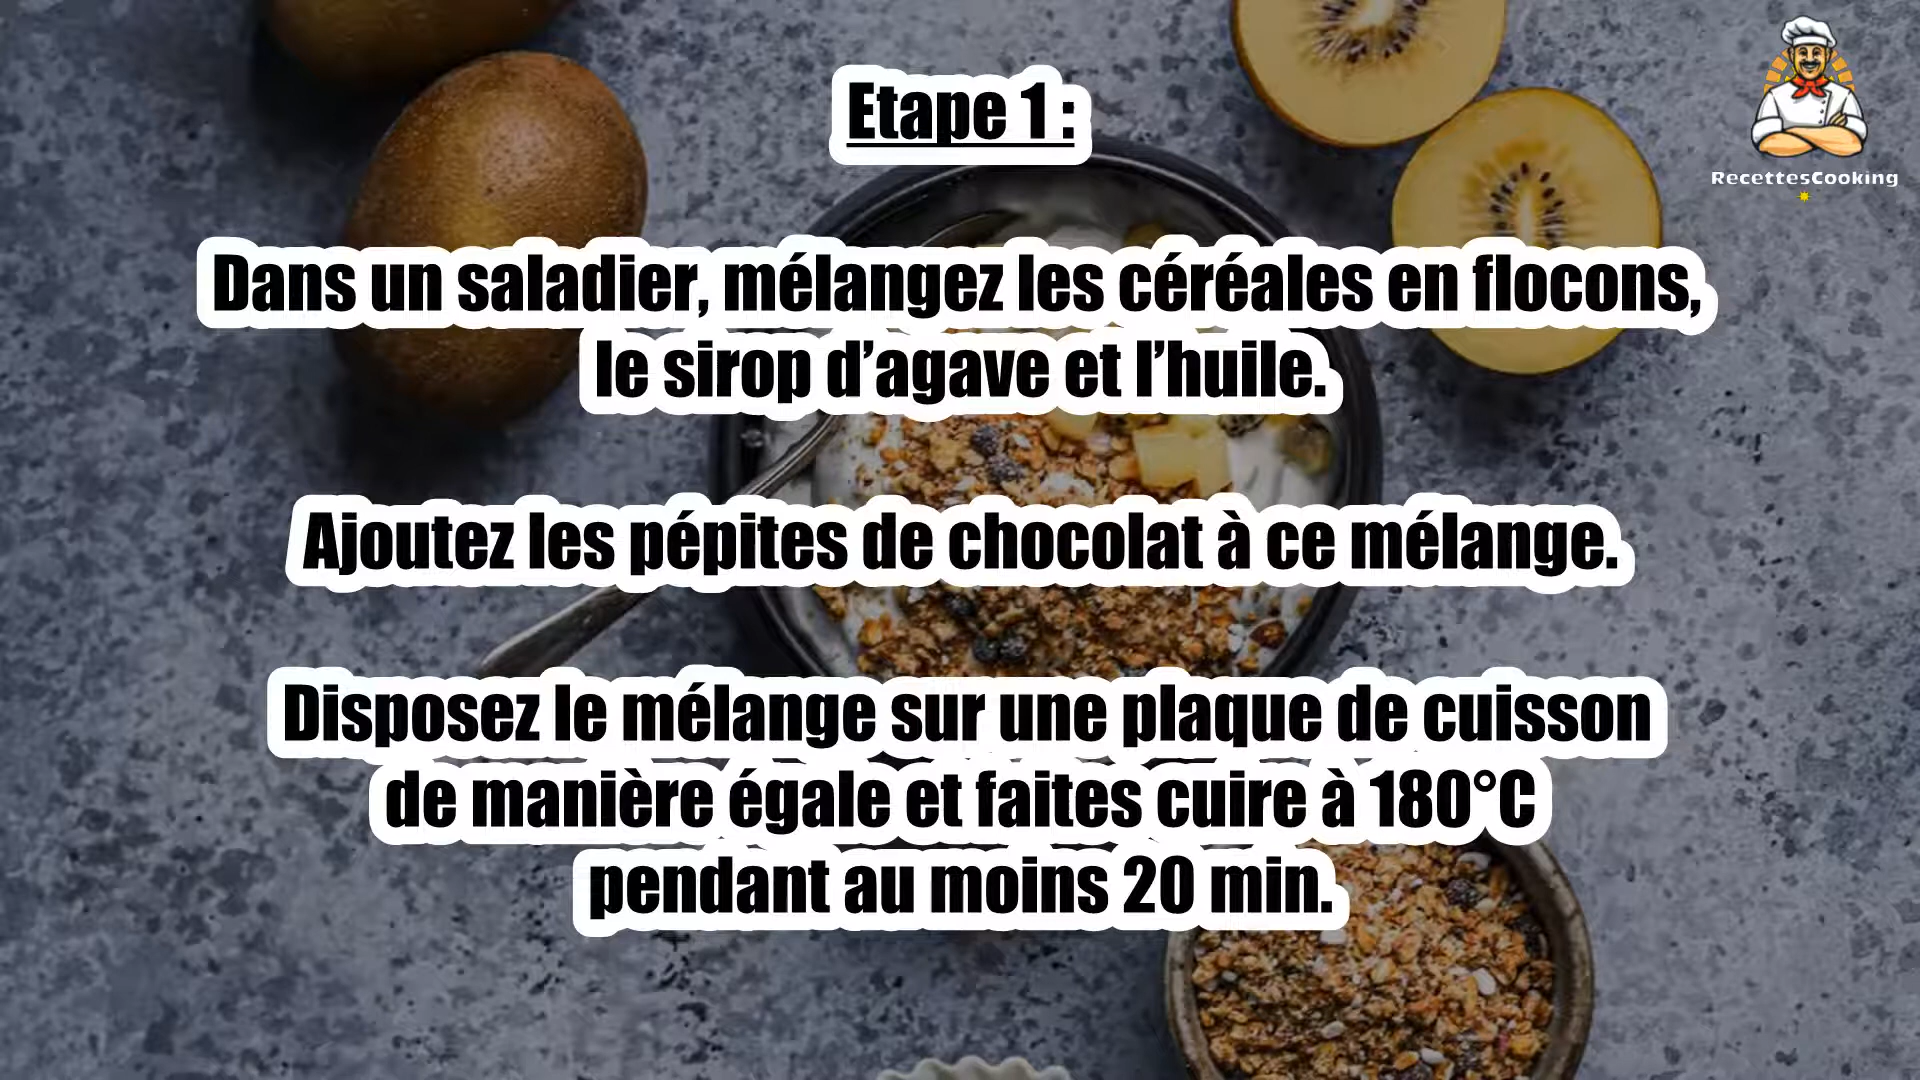 Etape 1 :
RecettesCooking
Dans un saladier, mélangez les céréales en flocons,
le sirop d’agave et l’huile.
Ajoutez les pépites de chocolat à ce mélange.
Disposez le mélange sur une plaque de cuisson
de manière égale et faites cuire à 180°C
pendant au moins 20 min.